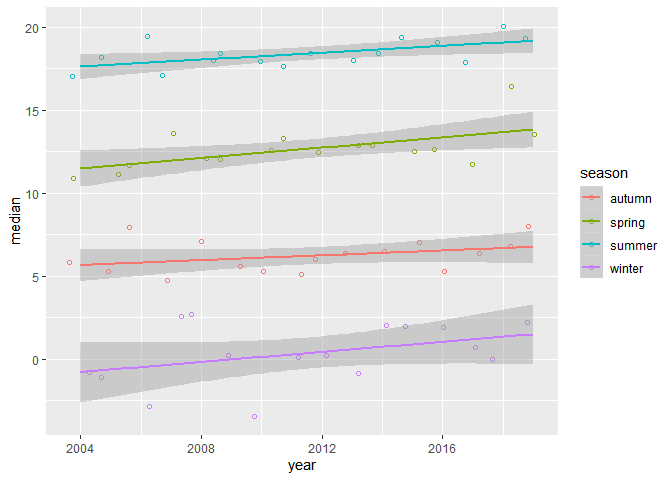 20
15
10
5
0
median
2004
2008
2012
2016
year
season
autumn
spring
summer
winter